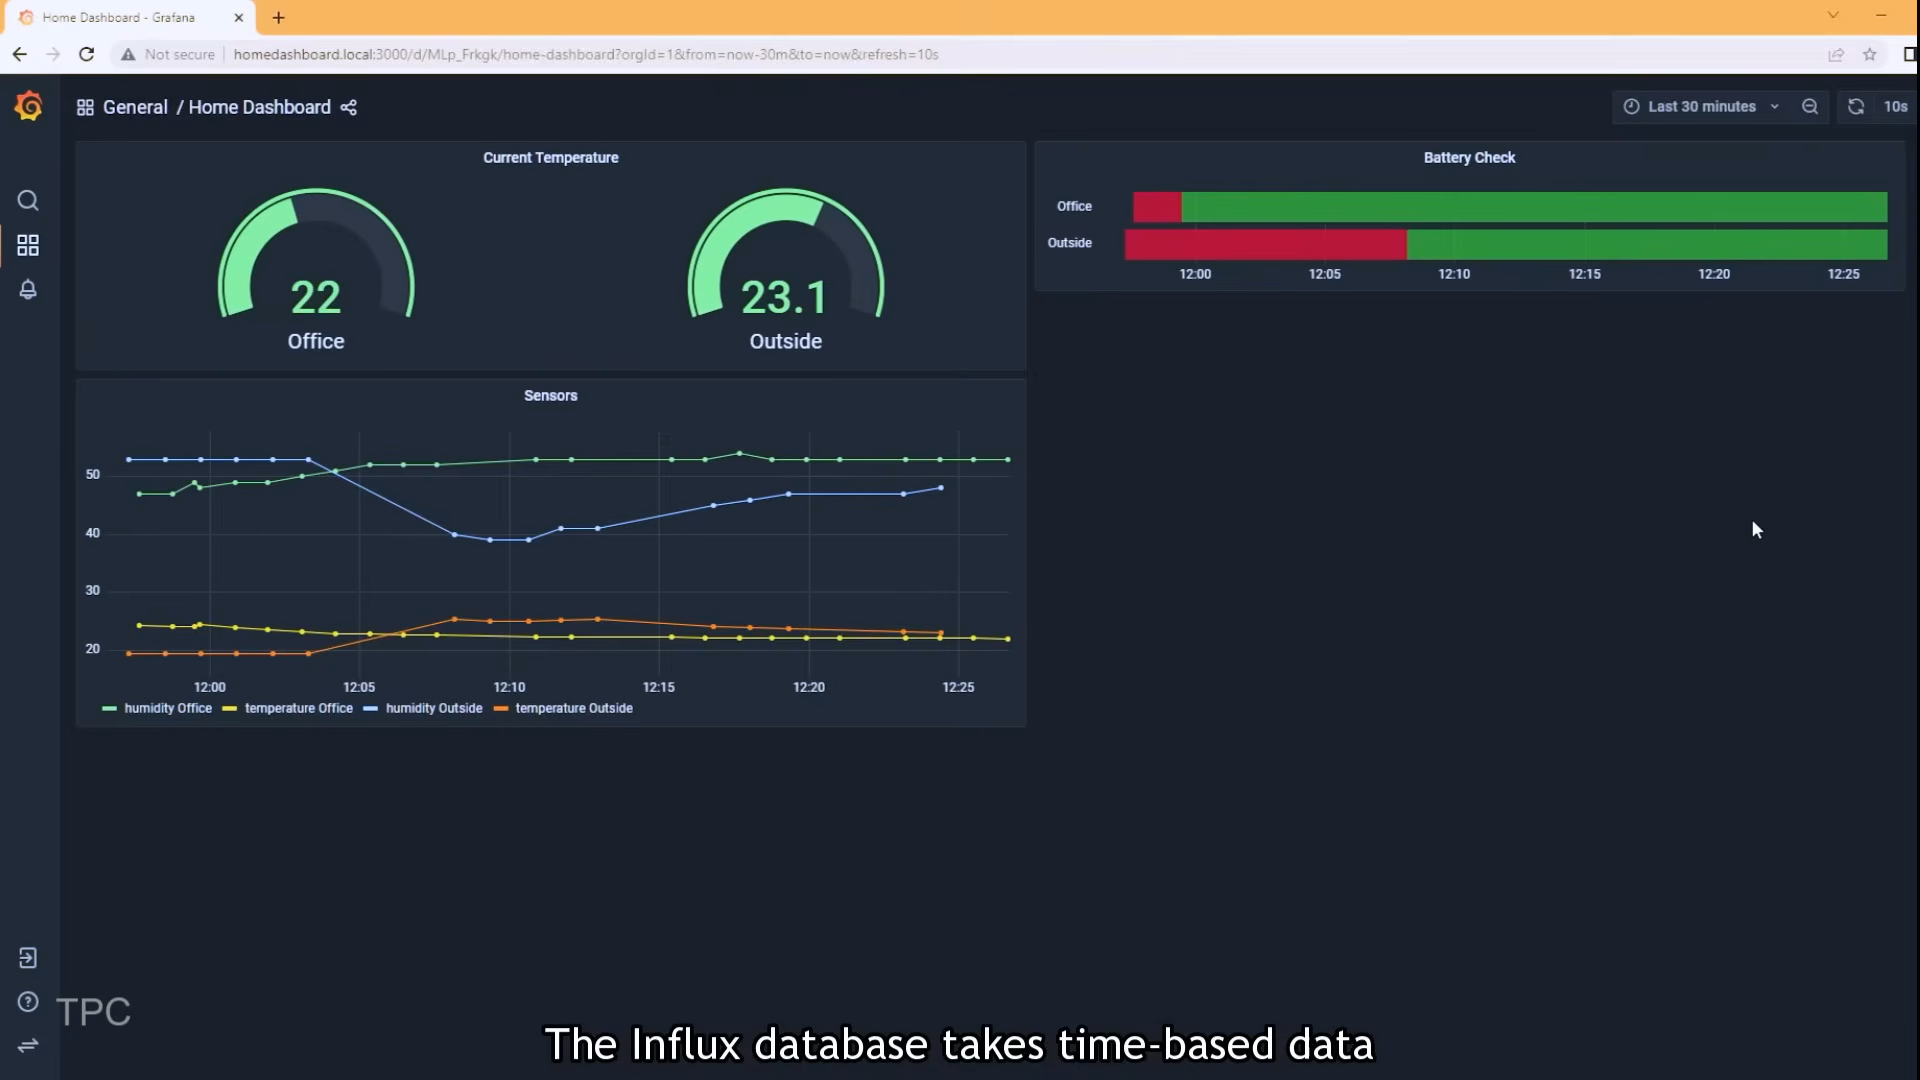 Home Dashboard - Grafana
Not secure homedashboard.local:3000/d/MLp_Frkgk/home-dashboard?orgId=1&from=now-30m&to=now&refresh=10s
General / Home Dashboard
Last 30 minutes
10s
Current Temperature
22
Office
23.1
Outside
Battery Check
Office
Outside
12:00 12:05 12:10 12:15 12:20 12:25
Sensors
50
40
30
20
12:00 12:05 12:10 12:15 12:20 12:25
humidity Office temperature Office humidity Outside temperature Outside
TPC
The Influx database takes time-based data